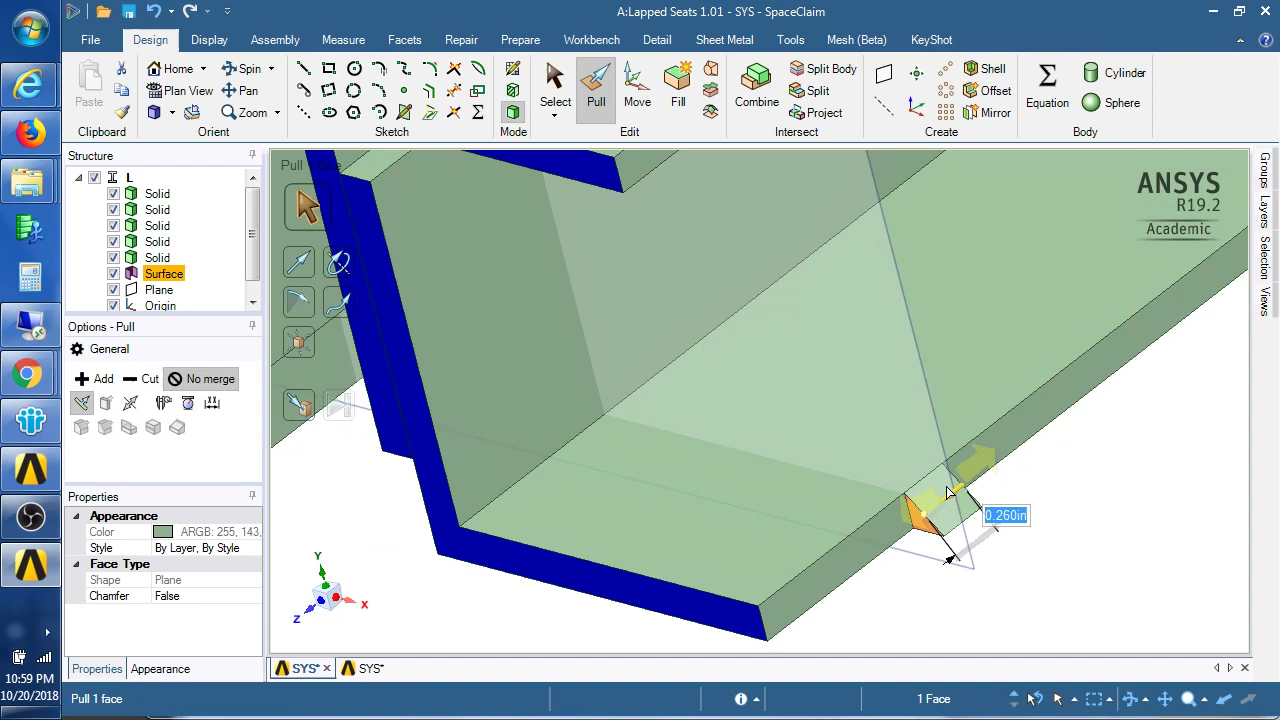 A:Lapped Seats 1.01 - SYS - SpaceClaim
File
Design
Display
Assembly
Measure
Facets
Repair
Prepare
Workbench
Detail
Sheet Metal
Tools
Mesh (Beta)
KeyShot
Paste
Clipboard
Home
Spin
Plan View
Pan
Zoom
Orient
Sketch
Mode
Select
Pull
Move
Fill
Edit
Combine
Split Body
Split
Project
Intersect
Shell
Offset
Mirror
Create
Equation
Cylinder
Sphere
Body
Structure
L
Solid
Solid
Solid
Solid
Solid
Surface
Plane
Origin
Options - Pull
General
Add
Cut
No merge
Properties
Appearance
Color
ARGB: 255, 143,
Style
By Layer, By Style
Face Type
Shape
Plane
Chamfer
False
Properties
Appearance
ANSYS
R19.2
Academic
0.260in
Y
X
Z
Groups
Layers
Selection
Views
SYS*
SYS*
Pull 1 face
1 Face
10:59 PM
10/20/2018